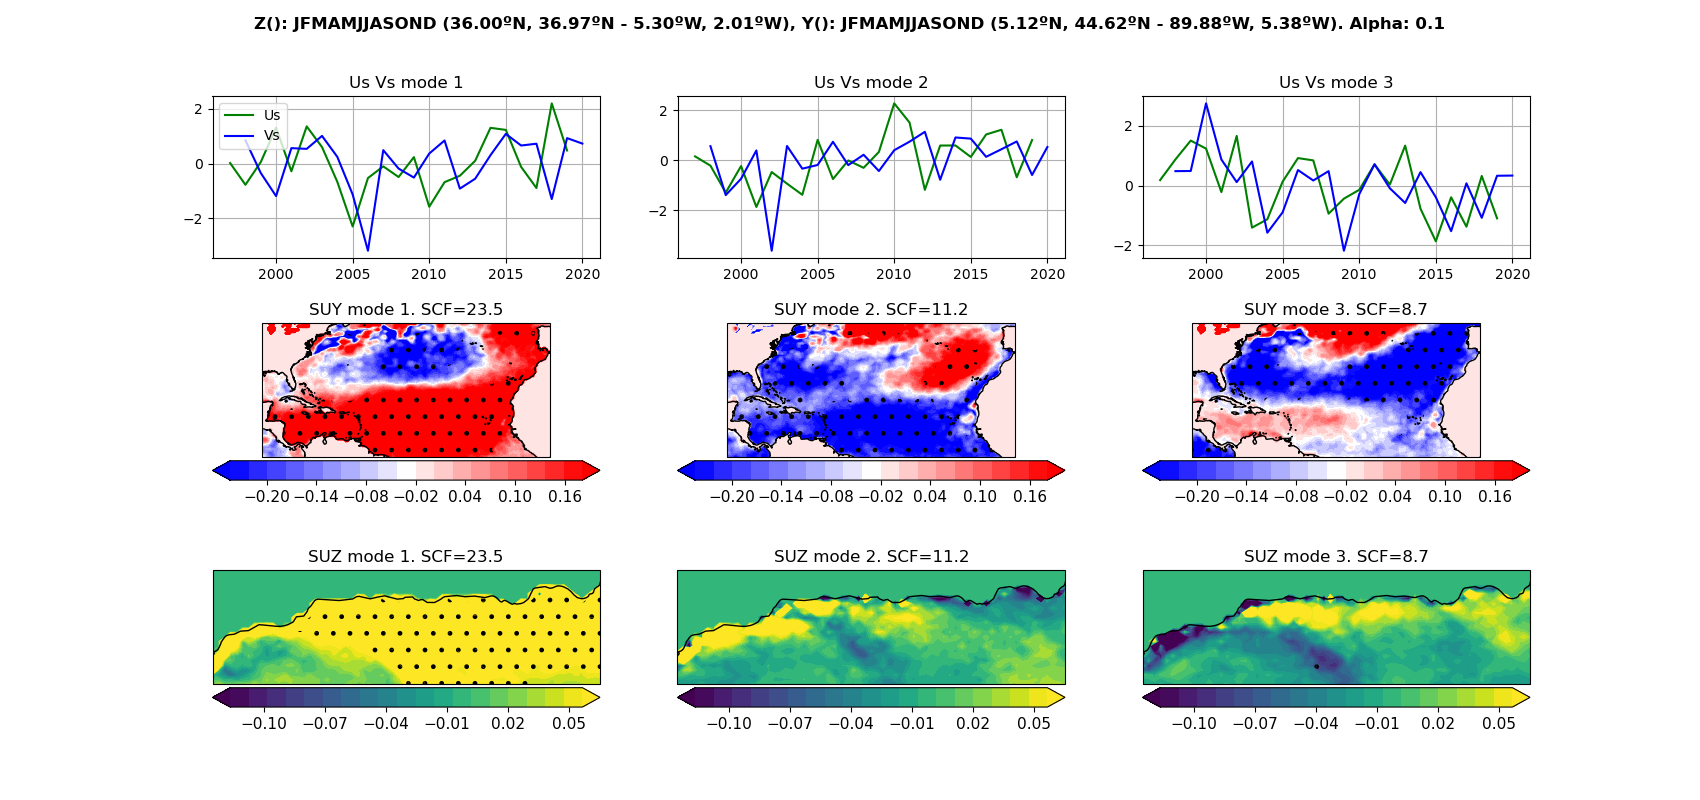 Z(): JFMAMJJASOND (36.00ºN, 36.97ºN - 5.30ºW, 2.01ºW), Y(): JFMAMJJASOND (5.12ºN, 44.62ºN - 89.88ºW, 5.38ºW). Alpha: 0.1
Us Vs mode 1 Us Vs mode 2 Us Vs mode 3
Us
Vs
2 2 2
0 0 0
−2 −2 −2
2000 2005 2010 2015 2020 2000 2005 2010 2015 2020 2000 2005 2010 2015 2020
SUY mode 1. SCF=23.5 SUY mode 2. SCF=11.2 SUY mode 3. SCF=8.7
−0.20 −0.14 −0.08 −0.02 0.04 0.10 0.16 −0.20 −0.14 −0.08 −0.02 0.04 0.10 0.16 −0.20 −0.14 −0.08 −0.02 0.04 0.10 0.16
SUZ mode 1. SCF=23.5 SUZ mode 2. SCF=11.2 SUZ mode 3. SCF=8.7
−0.10 −0.07 −0.04 −0.01 0.02 0.05 −0.10 −0.07 −0.04 −0.01 0.02 0.05 −0.10 −0.07 −0.04 −0.01 0.02 0.05